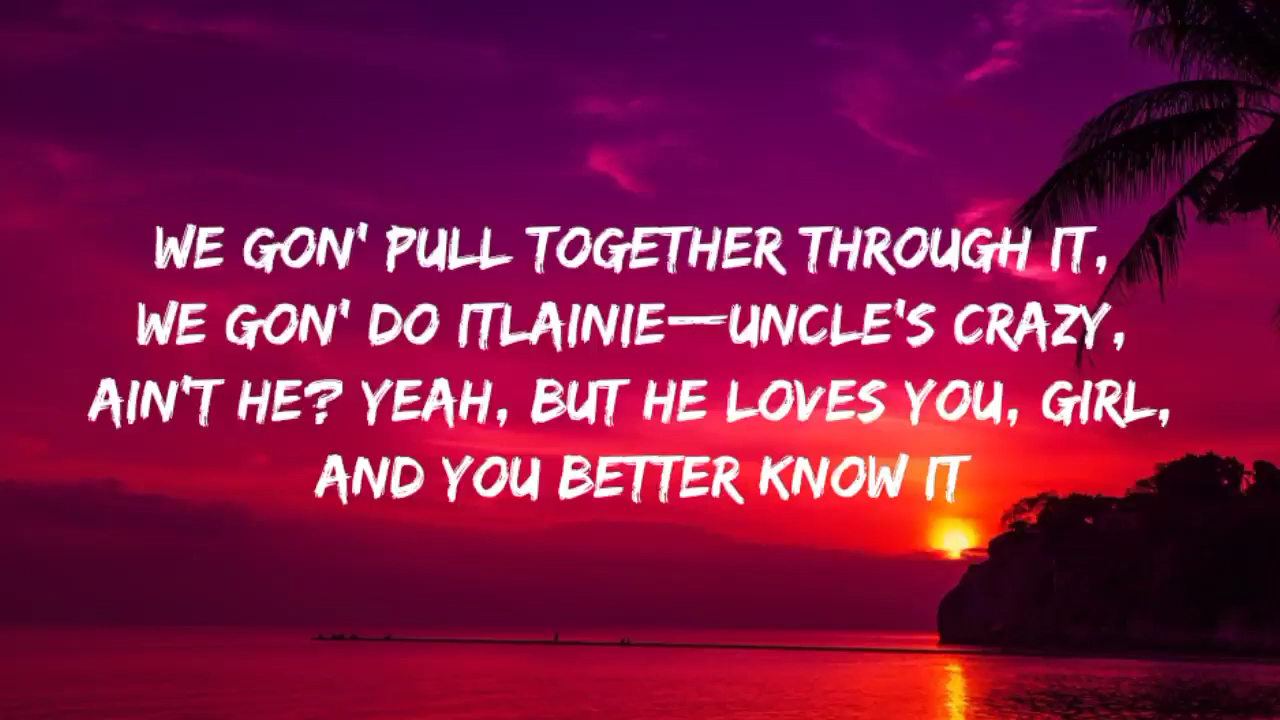 WE GON' PULL TOGETHER THROUGH IT,
WE GON' DO ITLAINIE—UNCLE'S CRAZY,
AIN'T HE? YEAH, BUT HE LOVES YOU, GIRL,
AND YOU BETTER KNOW IT